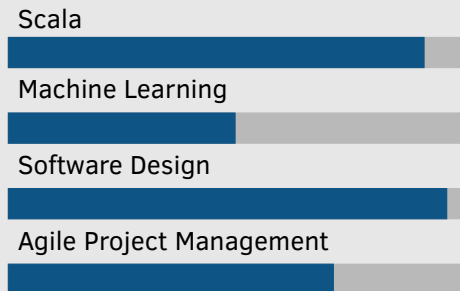 Scala
Machine Learning
Software Design
Agile Project Management